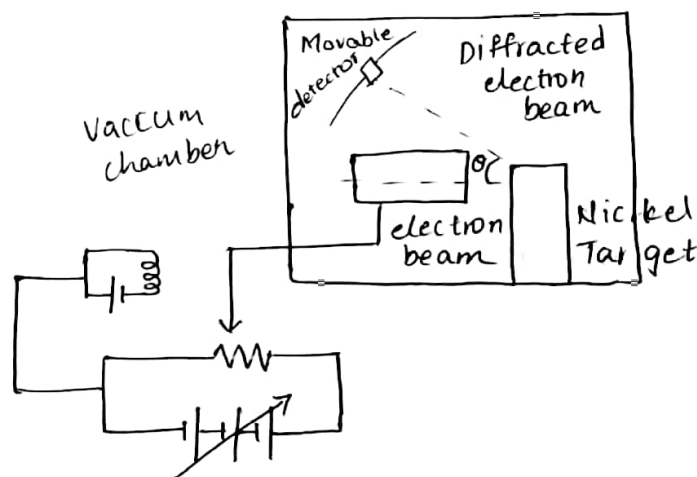 Movable
detector
Diffracted
electron
beam
Vaccum
chamber
θ
electron
beam
Nickel
Target